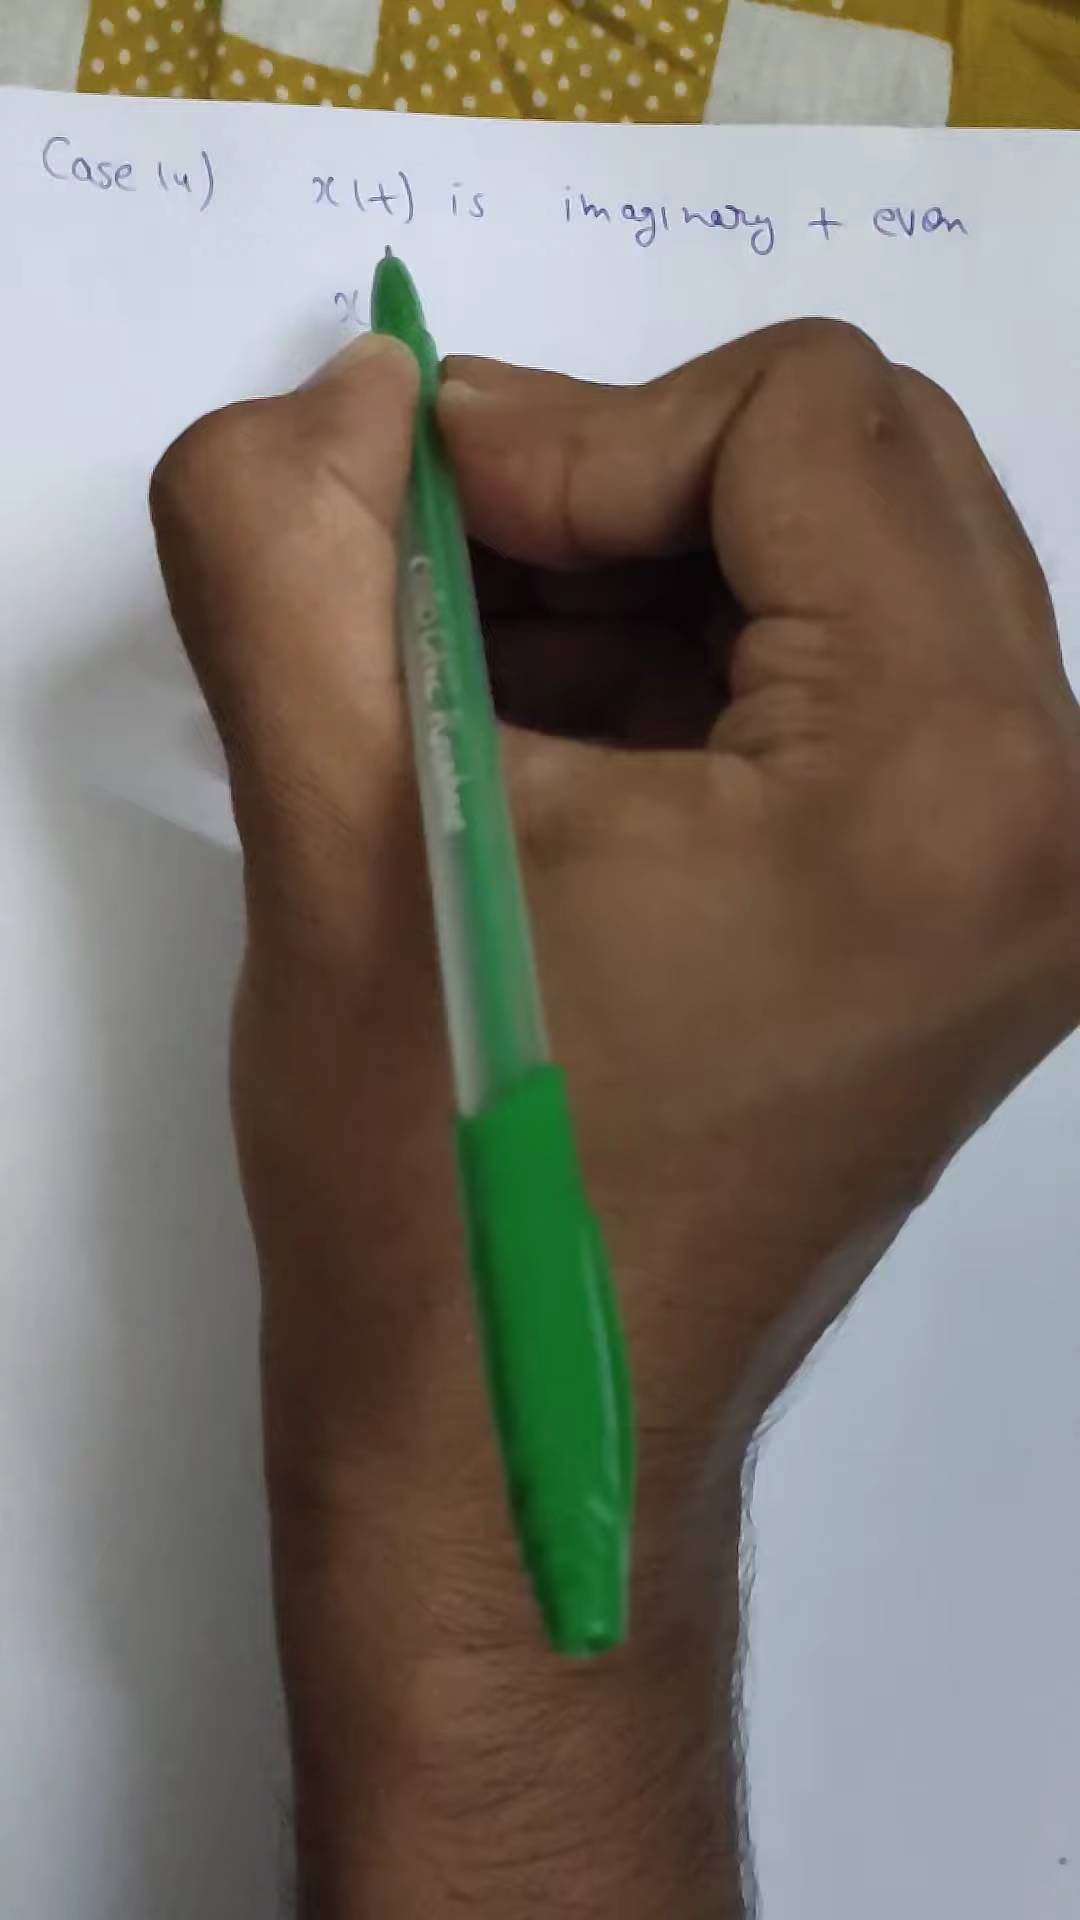 Case (4) x(t) is imaginary + even
x